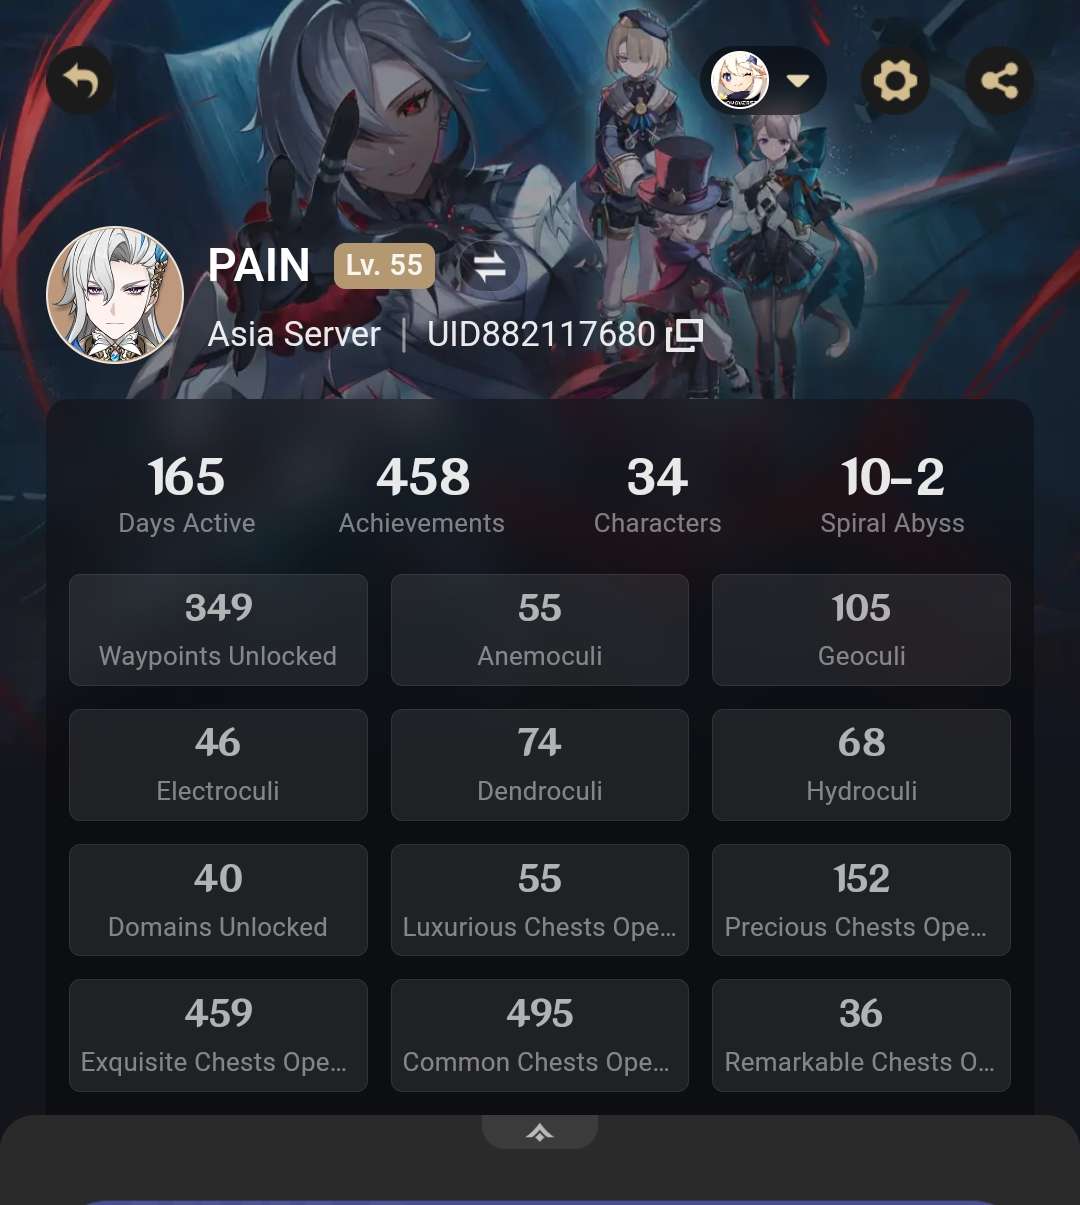 PAIN Lv. 55
Asia Server | UID882117680
165 458 34 10-2
Days Active Achievements Characters Spiral Abyss
349 55 105
Waypoints Unlocked Anemoculi Geoculi
46 74 68
Electroculi Dendroculi Hydroculi
40 55 152
Domains Unlocked Luxurious Chests Ope... Precious Chests Ope...
459 495 36
Exquisite Chests Ope... Common Chests Ope... Remarkable Chests O...